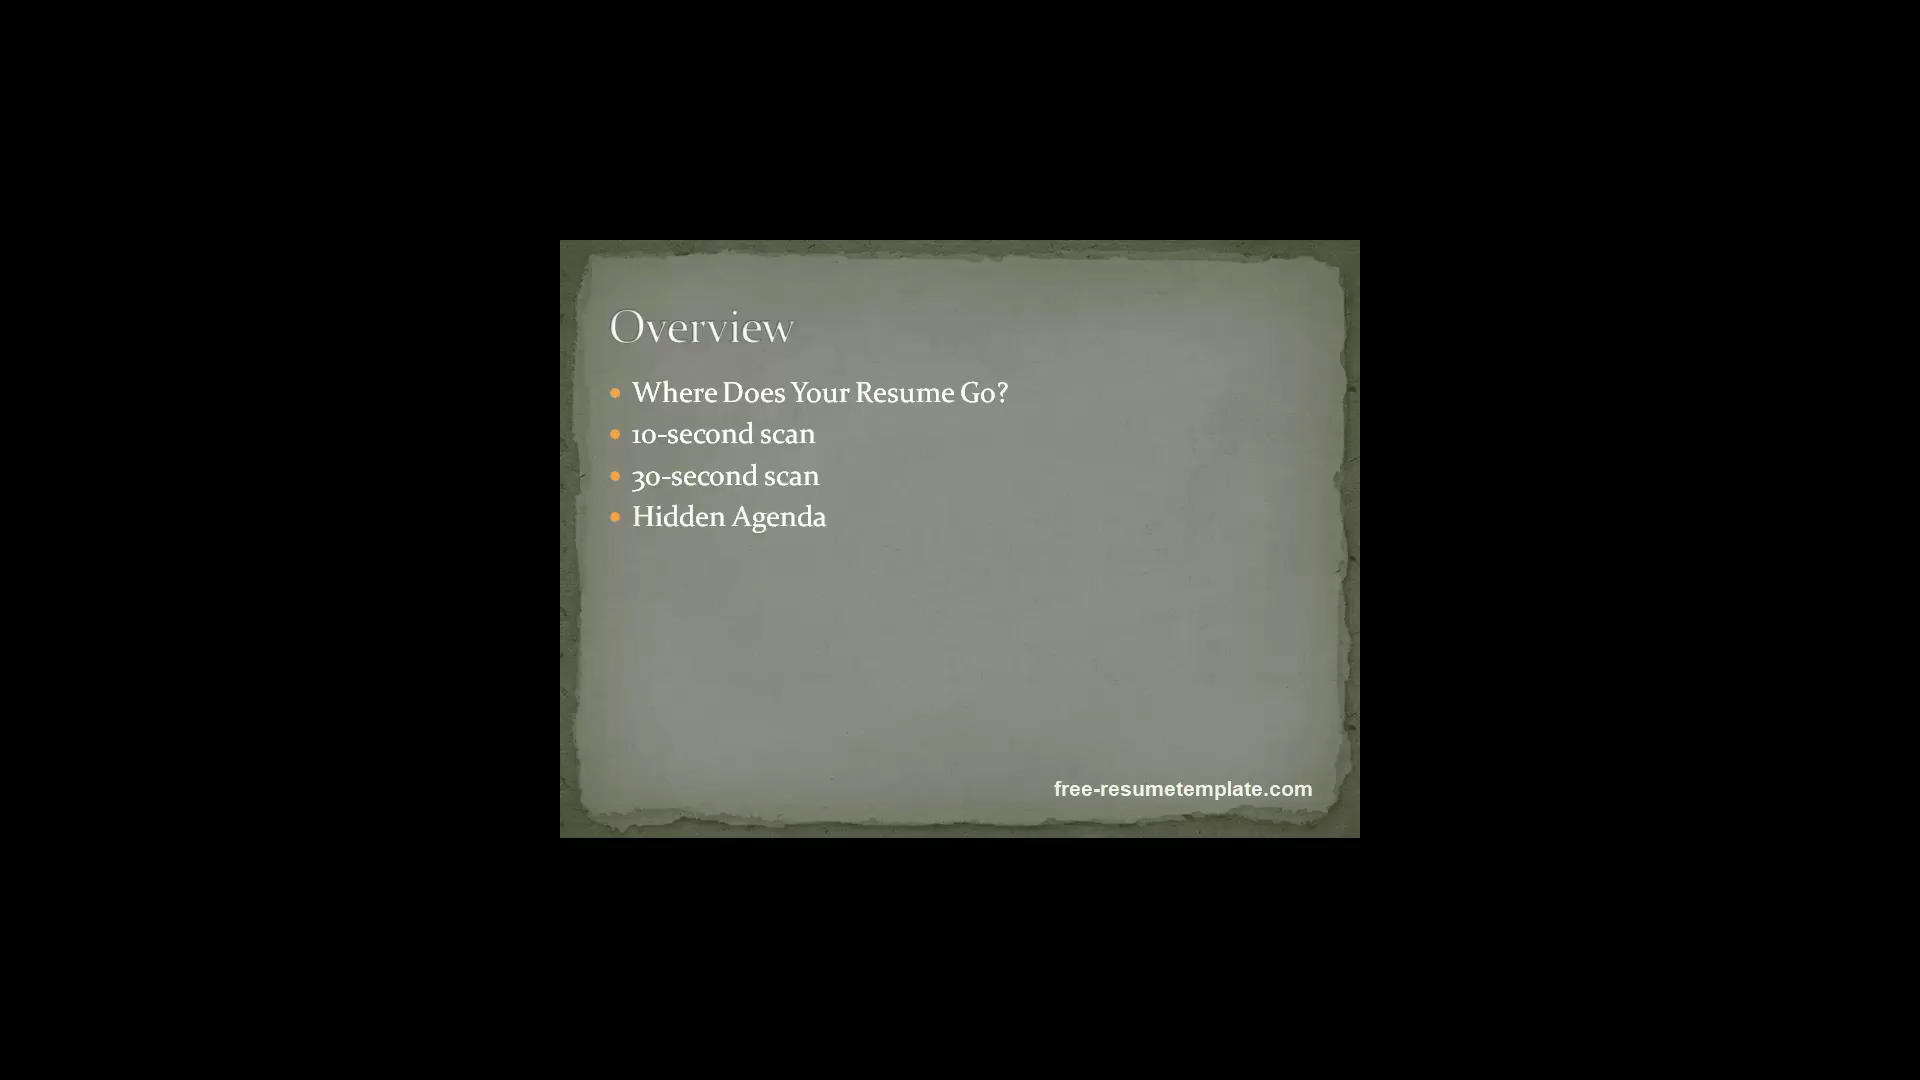 Overview
Where Does Your Resume Go?
10-second scan
30-second scan
Hidden Agenda
free-resumetemplate.com